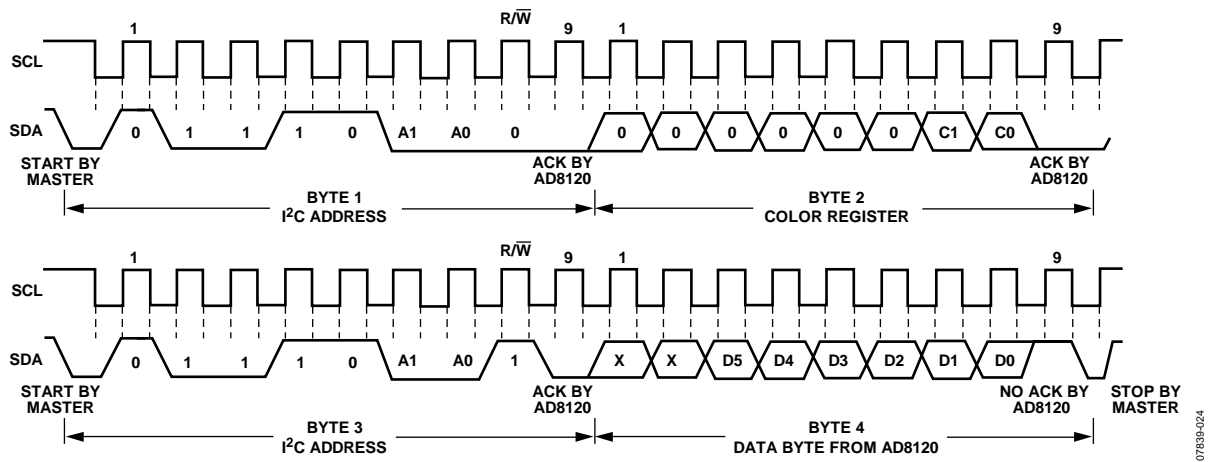 R/W
1 9 1 9
SCL
SDA 0 1 1 1 0 A1 A0 0 0 0 0 0 0 0 C1 C0
START BY
MASTER
ACK BY
AD8120
ACK BY
AD8120
BYTE 1
I²C ADDRESS
BYTE 2
COLOR REGISTER
R/W
1 9 1 9
SCL
SDA 0 1 1 1 0 A1 A0 1 X X D5 D4 D3 D2 D1 D0
START BY
MASTER
ACK BY
AD8120
NO ACK BY
AD8120
STOP BY
MASTER
BYTE 3
I²C ADDRESS
BYTE 4
DATA BYTE FROM AD8120
07839-024